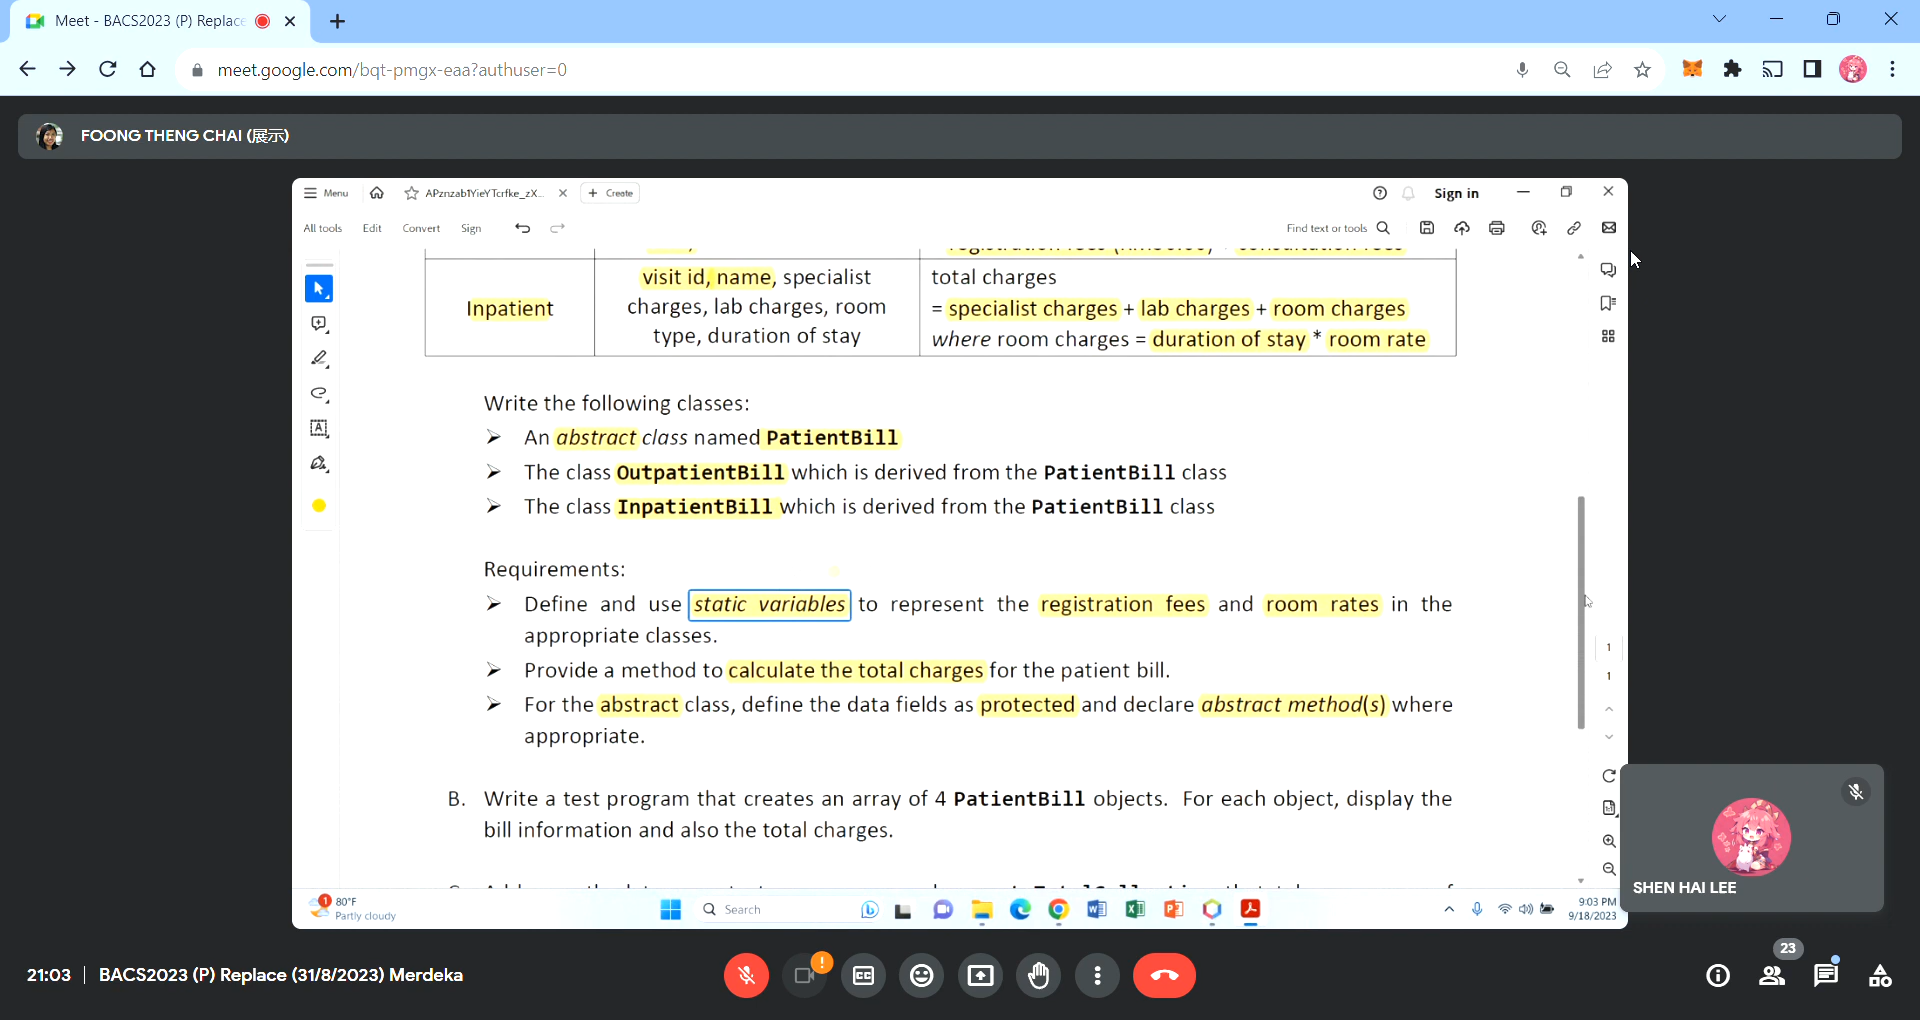 Meet - BACS2023 (P) Replace
meet.google.com/bqt-pmgx-eaa?authuser=0
FOONG THENG CHAI (展示)
Menu
APznzab1YieYTcrfke_zX...
Create
Sign in
All tools
Edit
Convert
Sign
Find text or tools
Inpatient
visit id, name, specialist
charges, lab charges, room
type, duration of stay
total charges
= specialist charges + lab charges + room charges
where room charges = duration of stay * room rate
Write the following classes:
➢ An abstract class named PatientBill
➢ The class OutpatientBill which is derived from the PatientBill class
➢ The class InpatientBill which is derived from the PatientBill class
Requirements:
➢ Define and use static variables to represent the registration fees and room rates in the
appropriate classes.
➢ Provide a method to calculate the total charges for the patient bill.
➢ For the abstract class, define the data fields as protected and declare abstract method(s) where
appropriate.
B. Write a test program that creates an array of 4 PatientBill objects. For each object, display the
bill information and also the total charges.
1
1
SHEN HAI LEE
1
80°F
Partly cloudy
Search
9:03 PM
9/18/2023
21:03 | BACS2023 (P) Replace (31/8/2023) Merdeka
23